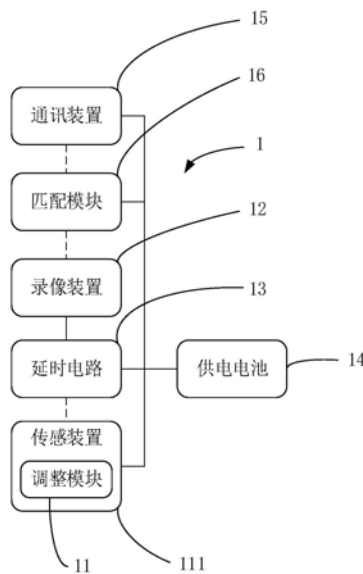 15
通讯装置
16
匹配模块
1
12
录像装置
13
延时电路
供电电池
14
传感装置
调整模块
11
111